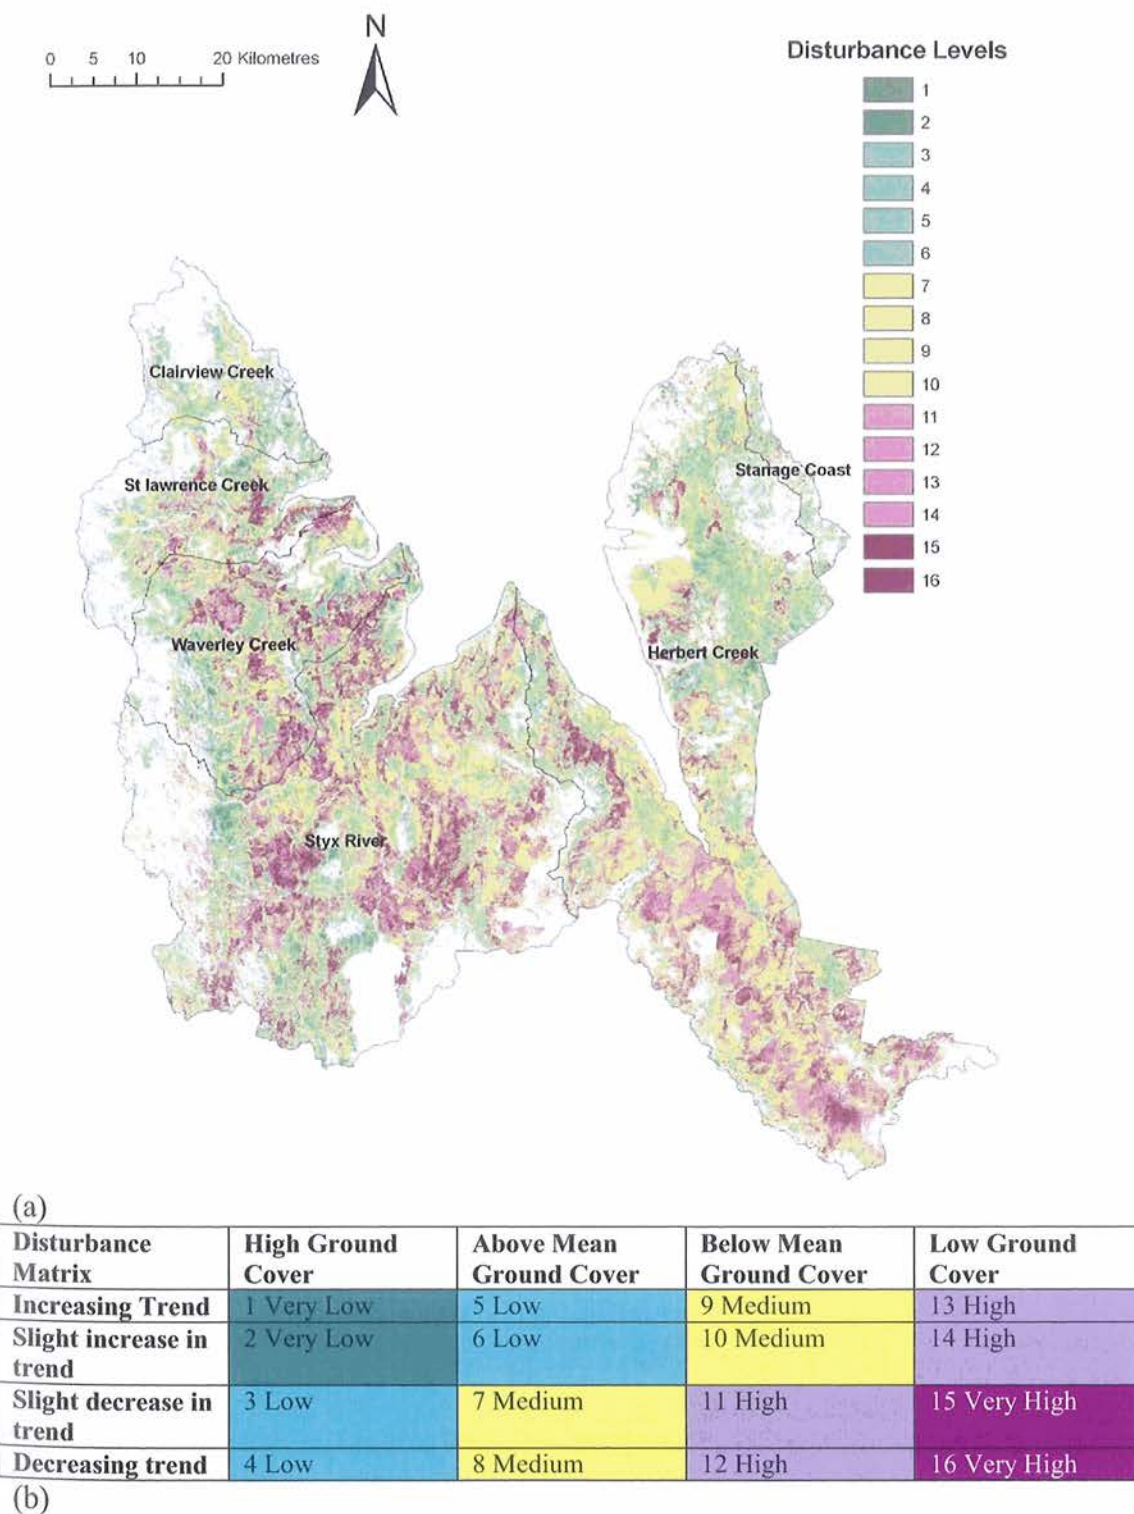 N
0 5 10 20 Kilometres
Disturbance Levels
1
2
3
4
5
6
7
8
9
10
11
12
13
14
15
16
Clairview Creek
St lawrence Creek
Stanage Coast
Waverley Creek
Herbert Creek
Styx River
(a)
Disturbance Matrix High Ground Cover Above Mean Ground Cover Below Mean Ground Cover Low Ground Cover
Increasing Trend 1 Very Low 5 Low 9 Medium 13 High
Slight increase in trend 2 Very Low 6 Low 10 Medium 14 High
Slight decrease in trend 3 Low 7 Medium 11 High 15 Very High
Decreasing trend 4 Low 8 Medium 12 High 16 Very High
(b)